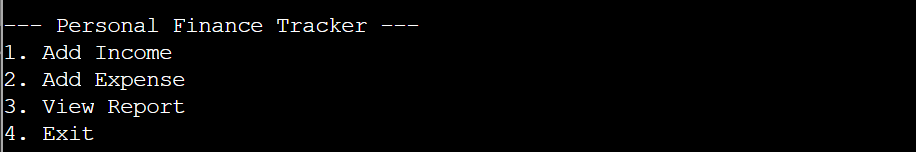 --- Personal Finance Tracker ---
1. Add Income
2. Add Expense
3. View Report
4. Exit